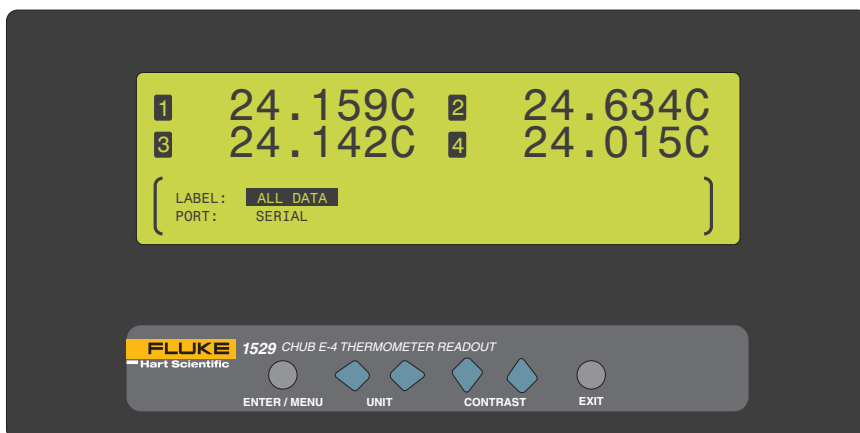 1 24.159C 2 24.634C
3 24.142C 4 24.015C
LABEL: ALL DATA
PORT: SERIAL
FLUKE
Hart Scientific
1529 CHUB E-4 THERMOMETER READOUT
ENTER / MENU UNIT CONTRAST EXIT